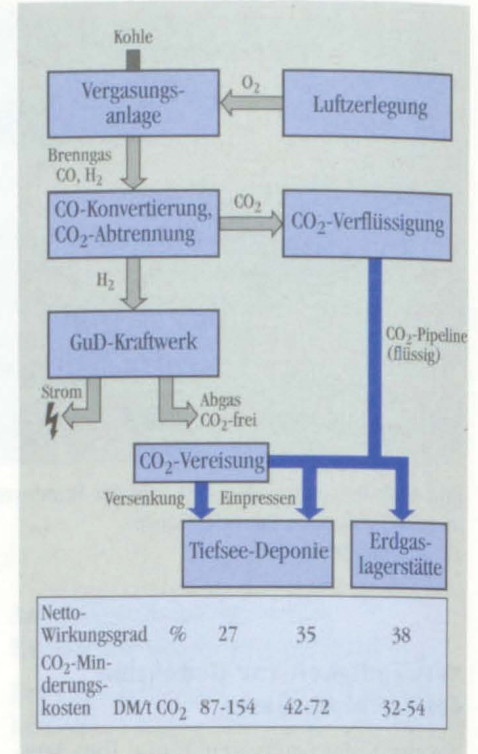 Kohle
Vergasungs-
anlage
O₂
Luftzerlegung
Brenngas
CO, H₂
CO-Konvertierung,
CO₂-Abtrennung
CO₂
CO₂-Verflüssigung
H₂
GuD-Kraftwerk
CO₂-Pipeline
(flüssig)
Strom
Abgas
CO₂-frei
CO₂-Vereisung
Versenkung
Einpressen
Tiefsee-Deponie
Erdgas-
lagerstätte
Netto-
Wirkungsgrad % 27 35 38
CO₂-Min-
derungs-
kosten DM/t CO₂ 87-154 42-72 32-54